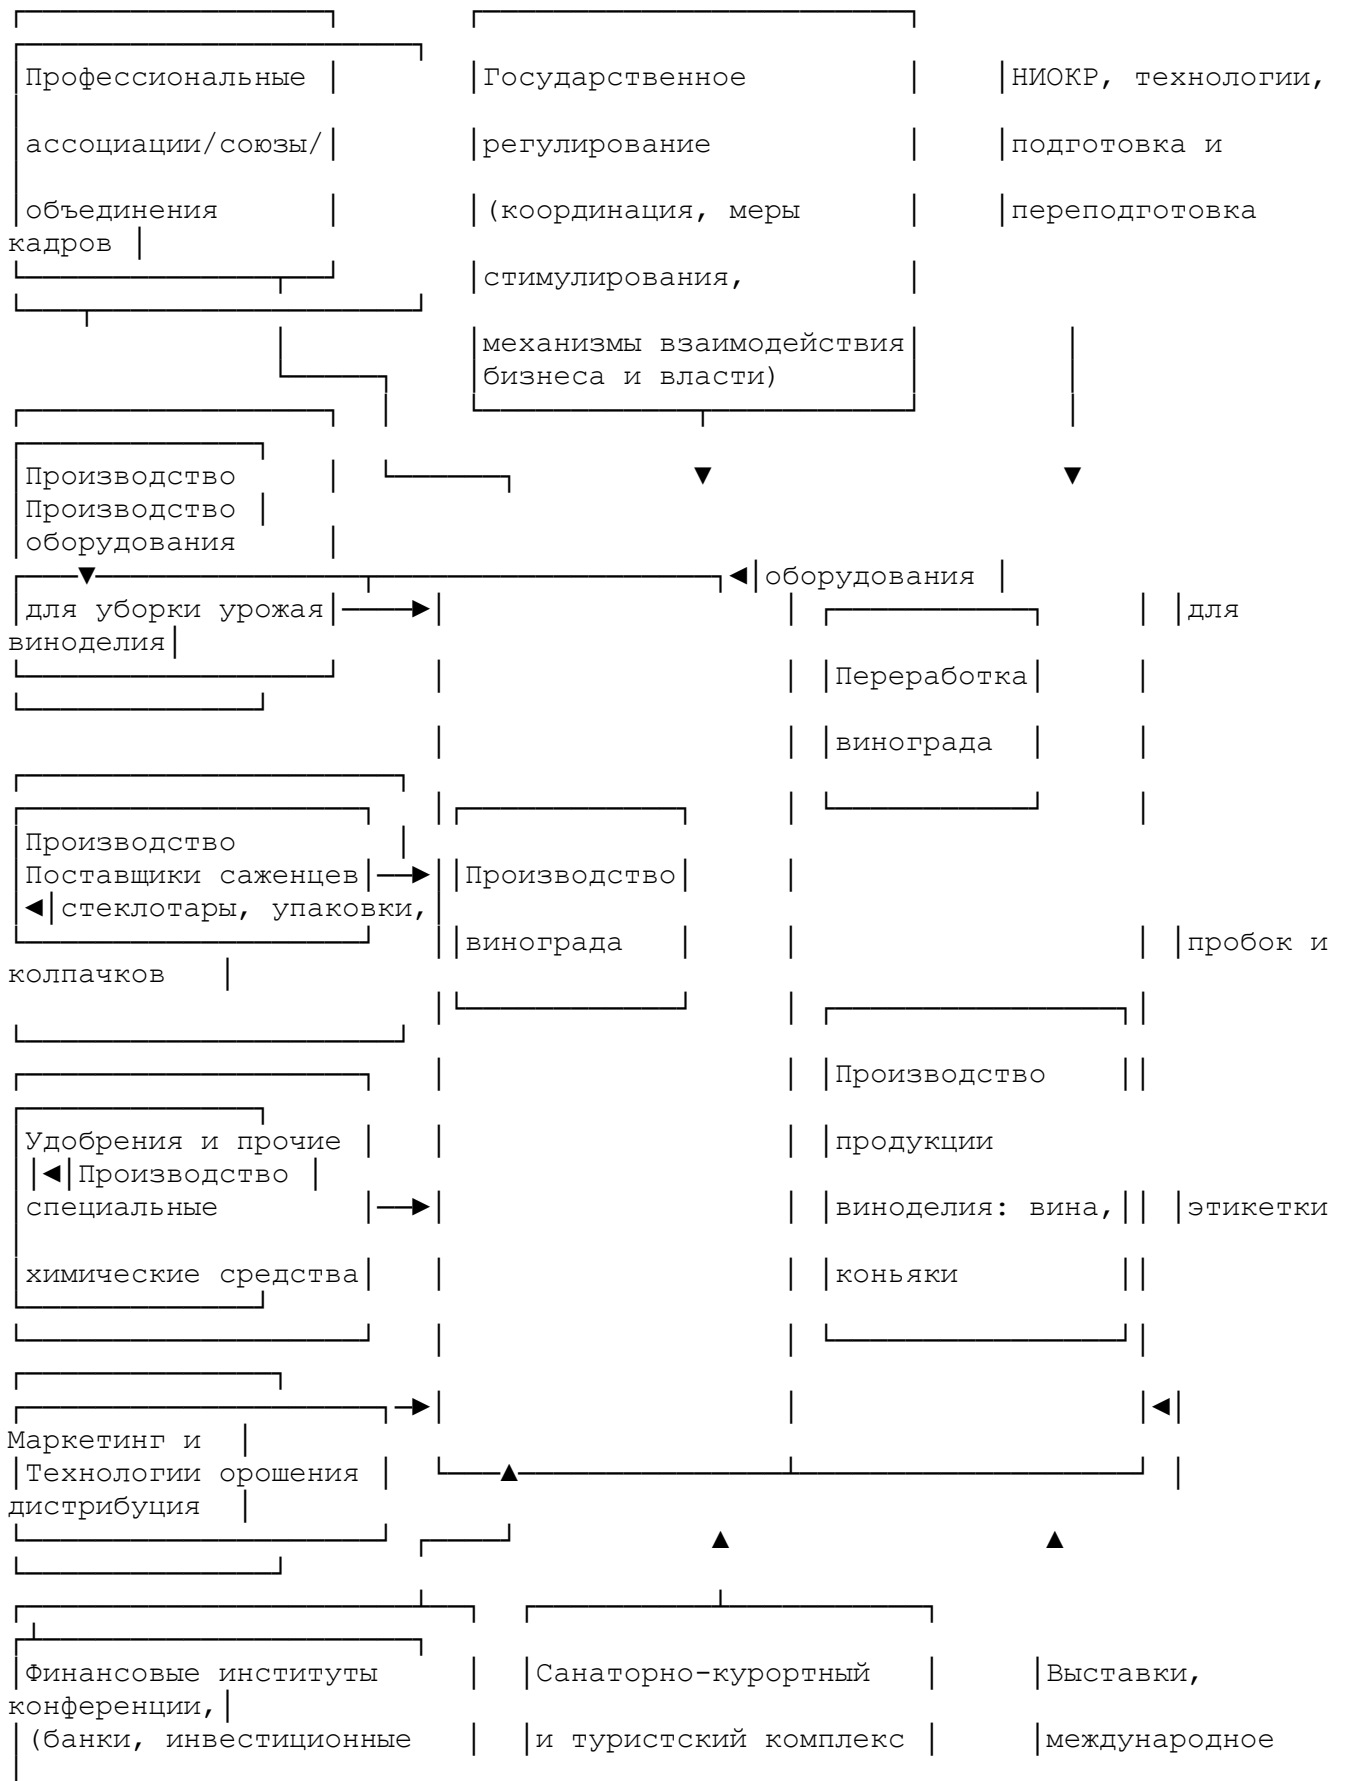 Профессиональные Государственное НИОКР, технологии,
ассоциации/союзы/ регулирование подготовка и
объединения (координация, меры переподготовка
кадров
стимулирования,
механизмы взаимодействия
бизнеса и власти)
Производство
Производство
оборудования
оборудования
для уборки урожая для
виноделия
Переработка
винограда
Производство
Поставщики саженцев Производство
стеклотары, упаковки,
винограда пробок и
колпачков
Производство
Удобрения и прочие продукции
Производство
специальные виноделия: вина, этикетки
химические средства коньяки
Маркетинг и
Технологии орошения
дистрибуция
Финансовые институты Санаторно-курортный Выставки,
конференции,
(банки, инвестиционные и туристский комплекс международное